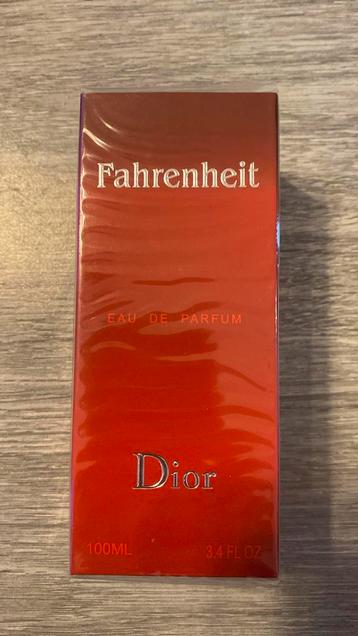 Fahrenheit
EAU DE PARFUM
Dior
100ML 3.4 FL OZ